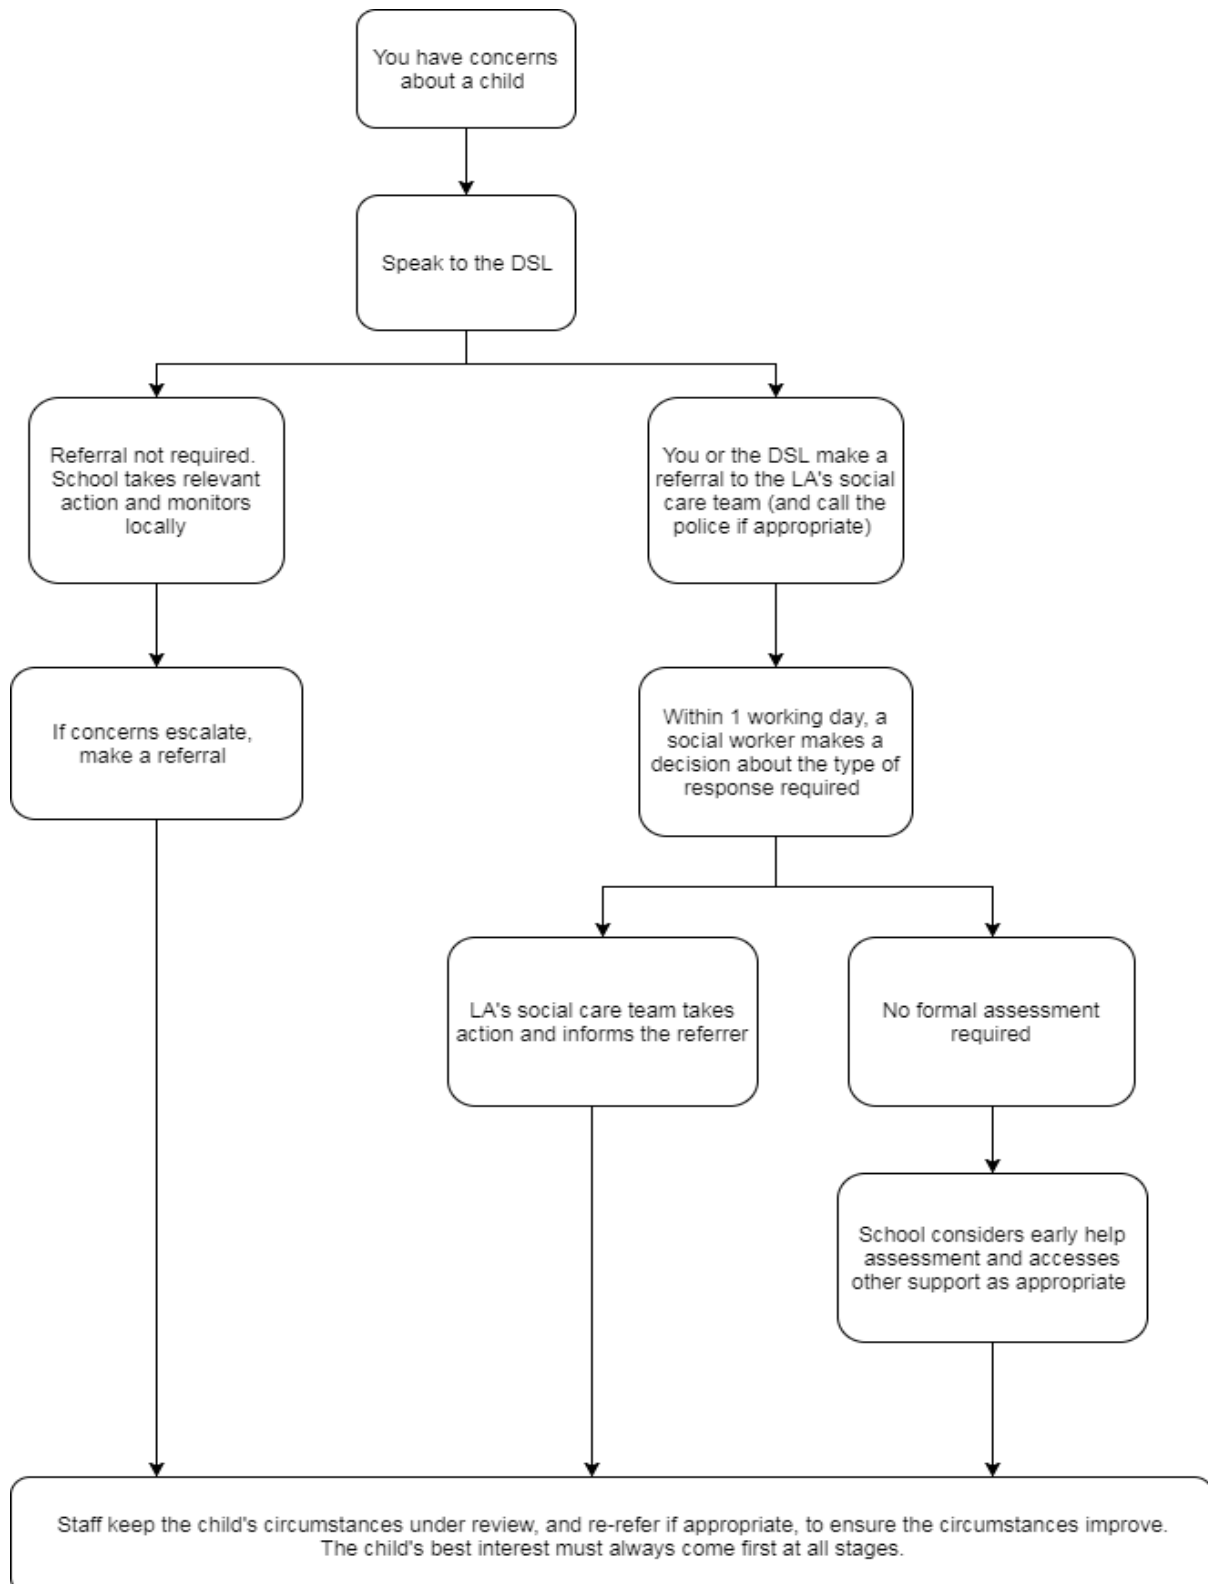 You have concerns
about a child
Speak to the DSL
Referral not required.
School takes relevant
action and monitors
locally
You or the DSL make a
referral to the LA's social
care team (and call the
police if appropriate)
If concerns escalate,
make a referral
Within 1 working day, a
social worker makes a
decision about the type of
response required
LA's social care team takes
action and informs the referrer
No formal assessment
required
School considers early help
assessment and accesses
other support as appropriate
Staff keep the child's circumstances under review, and re-refer if appropriate, to ensure the circumstances improve.
The child's best interest must always come first at all stages.